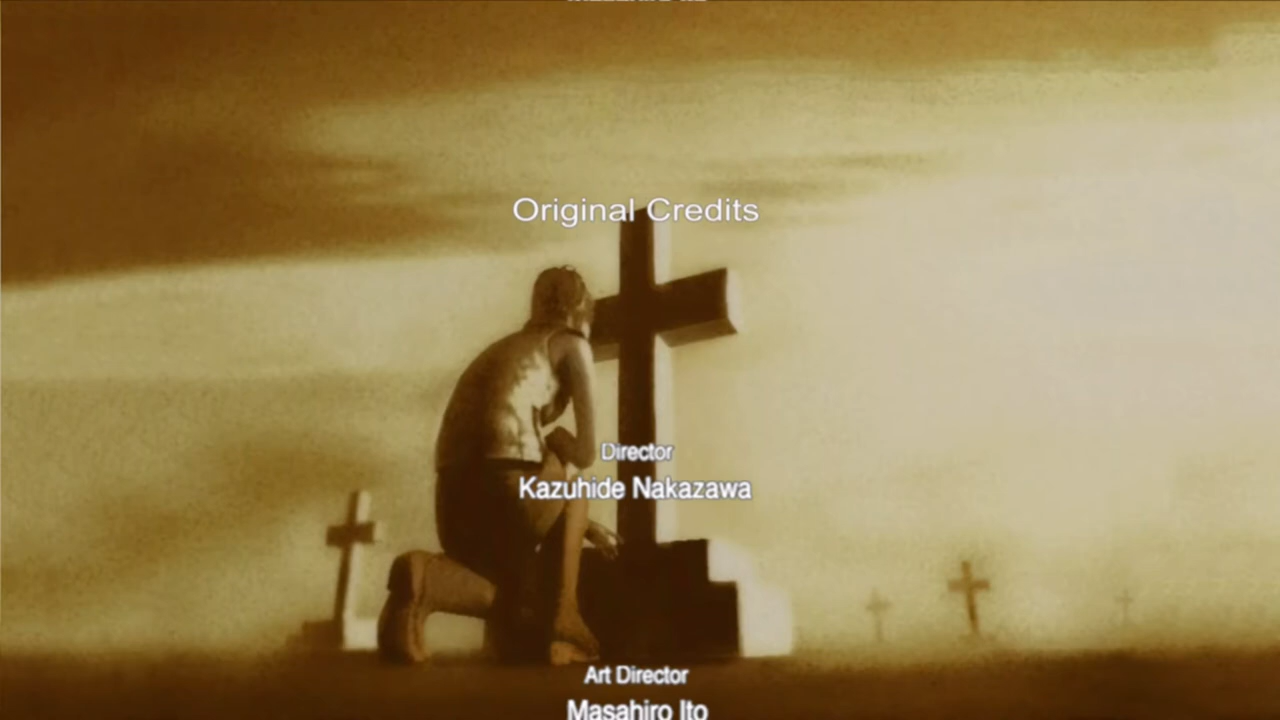 Original Credits
Director
Kazuhide Nakazawa
Art Director
Masahiro Ito